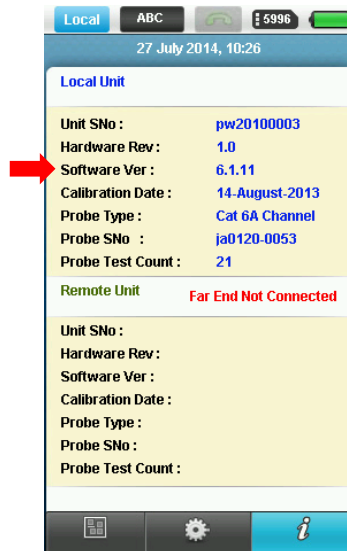 Local ABC 5996
27 July 2014, 10:26
Local Unit
Unit SNo : pw20100003
Hardware Rev : 1.0
Software Ver : 6.1.11
Calibration Date : 14-August-2013
Probe Type : Cat 6A Channel
Probe SNo : ja0120-0053
Probe Test Count : 21
Remote Unit Far End Not Connected
Unit SNo :
Hardware Rev :
Software Ver :
Calibration Date :
Probe Type :
Probe SNo :
Probe Test Count :
i